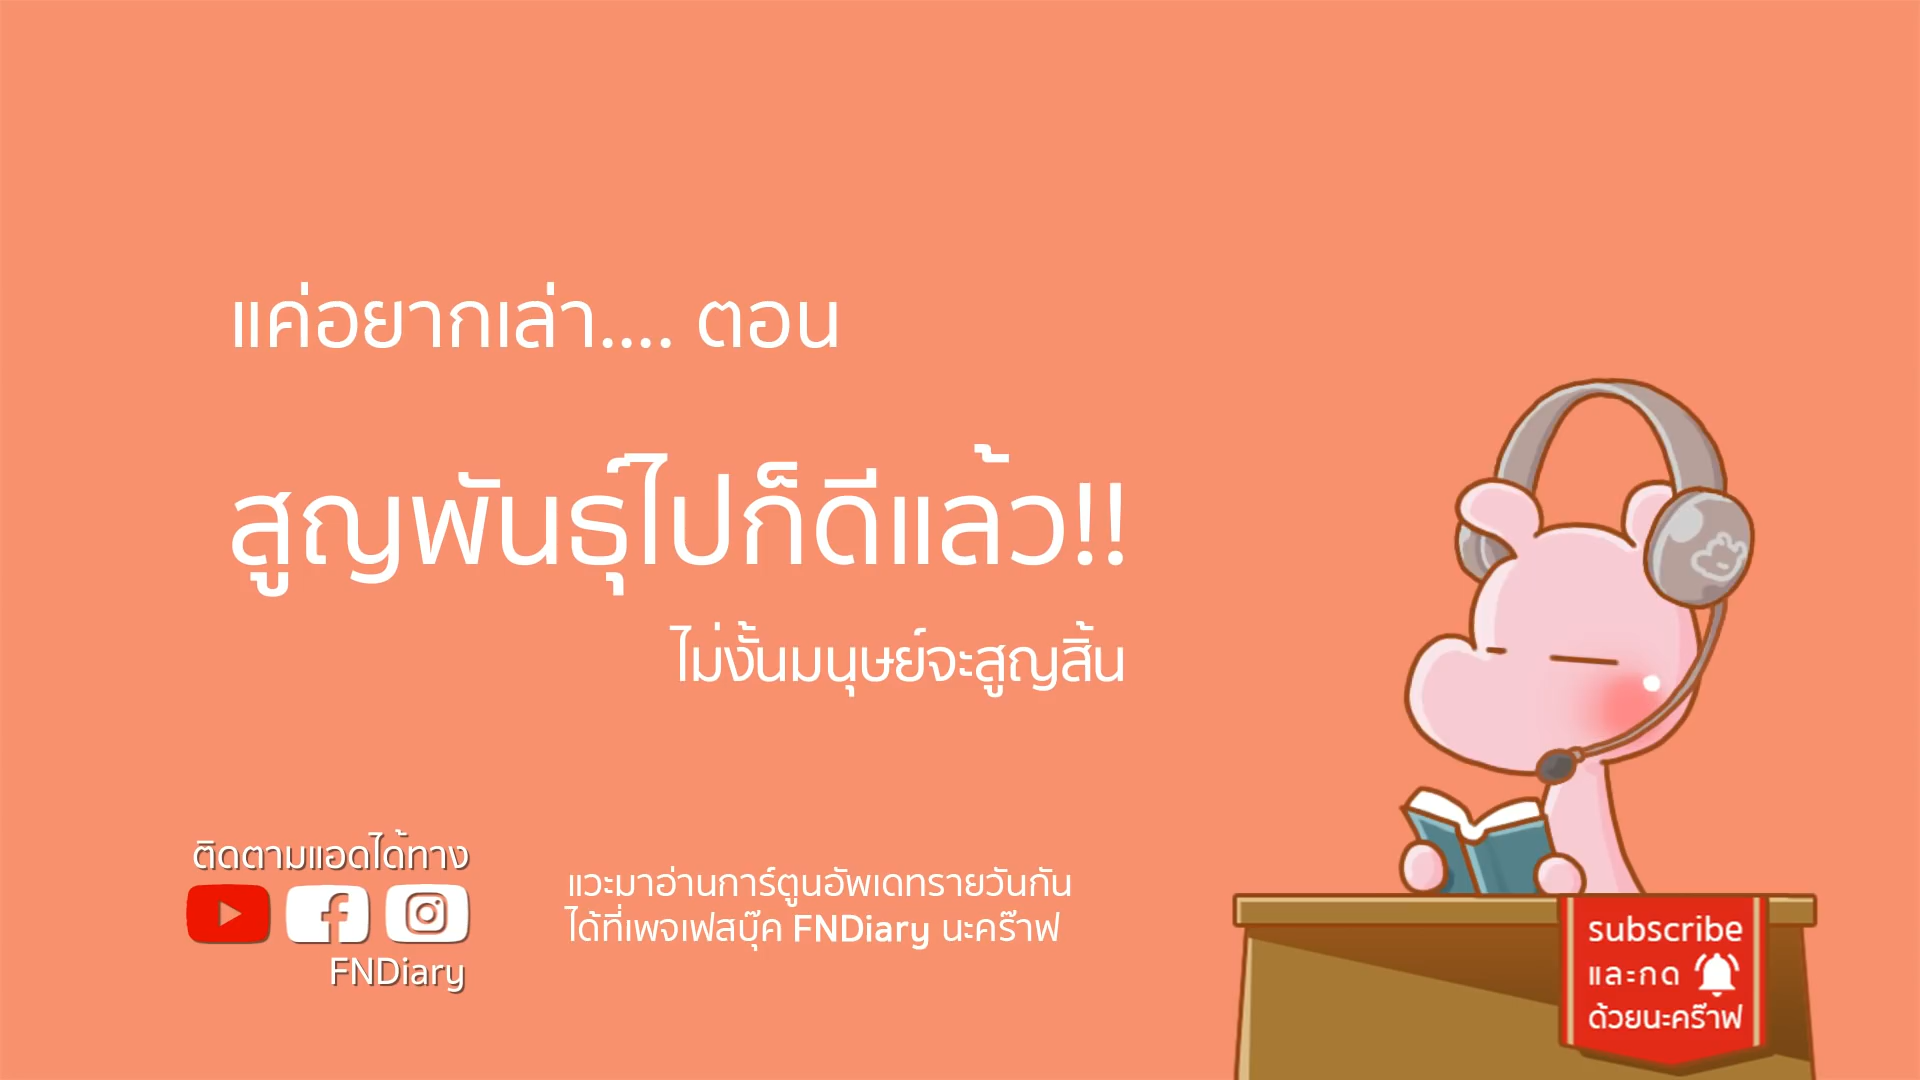 แค่อยากเล่า.... ตอน
สูญพันธุ์ไปก็ดีแล้ว!!
ไม่งั้นมนุษย์จะสูญสิ้น
ติดตามแอดได้ทาง
FNDiary
แวะมาอ่านการ์ตูนอัพเดทรายวันกัน
ได้ที่เพจเฟสบุ๊ค FNDiary นะคร๊าฟ
subscribe
และกด
ด้วยนะคร๊าฟ